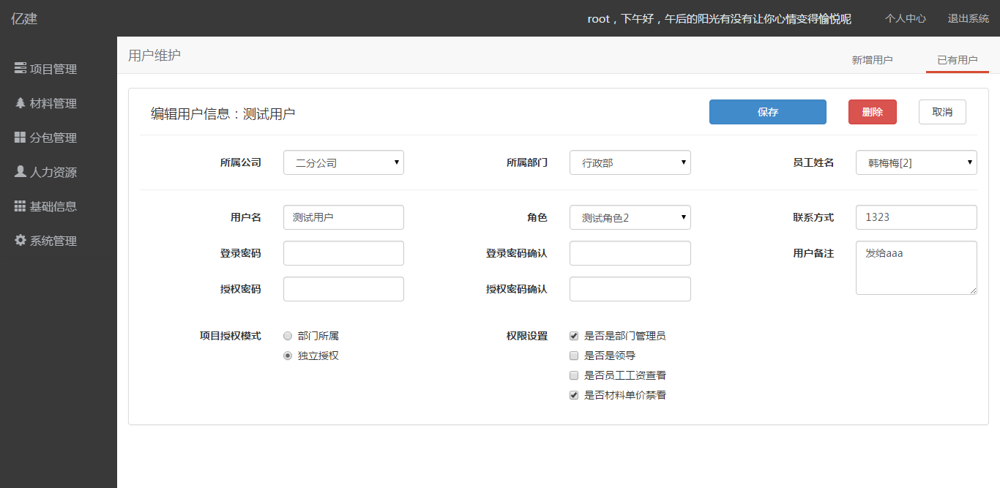 亿建
root，下午好，午后的阳光有没有让你心情变得愉悦呢 个人中心 退出系统
项目管理
材料管理
分包管理
人力资源
基础信息
系统管理
用户维护 新增用户 已有用户
编辑用户信息：测试用户 保存 删除 取消
所属公司 二分公司 所属部门 行政部 员工姓名 韩梅梅[2]
用户名 测试用户 角色 测试角色2 联系方式 1323
登录密码 登录密码确认 用户备注 发给aaa
授权密码 授权密码确认
项目授权模式 部门所属 权限设置 是否是部门管理员
独立授权 是否是领导
是否员工工资查看
是否材料单价禁看